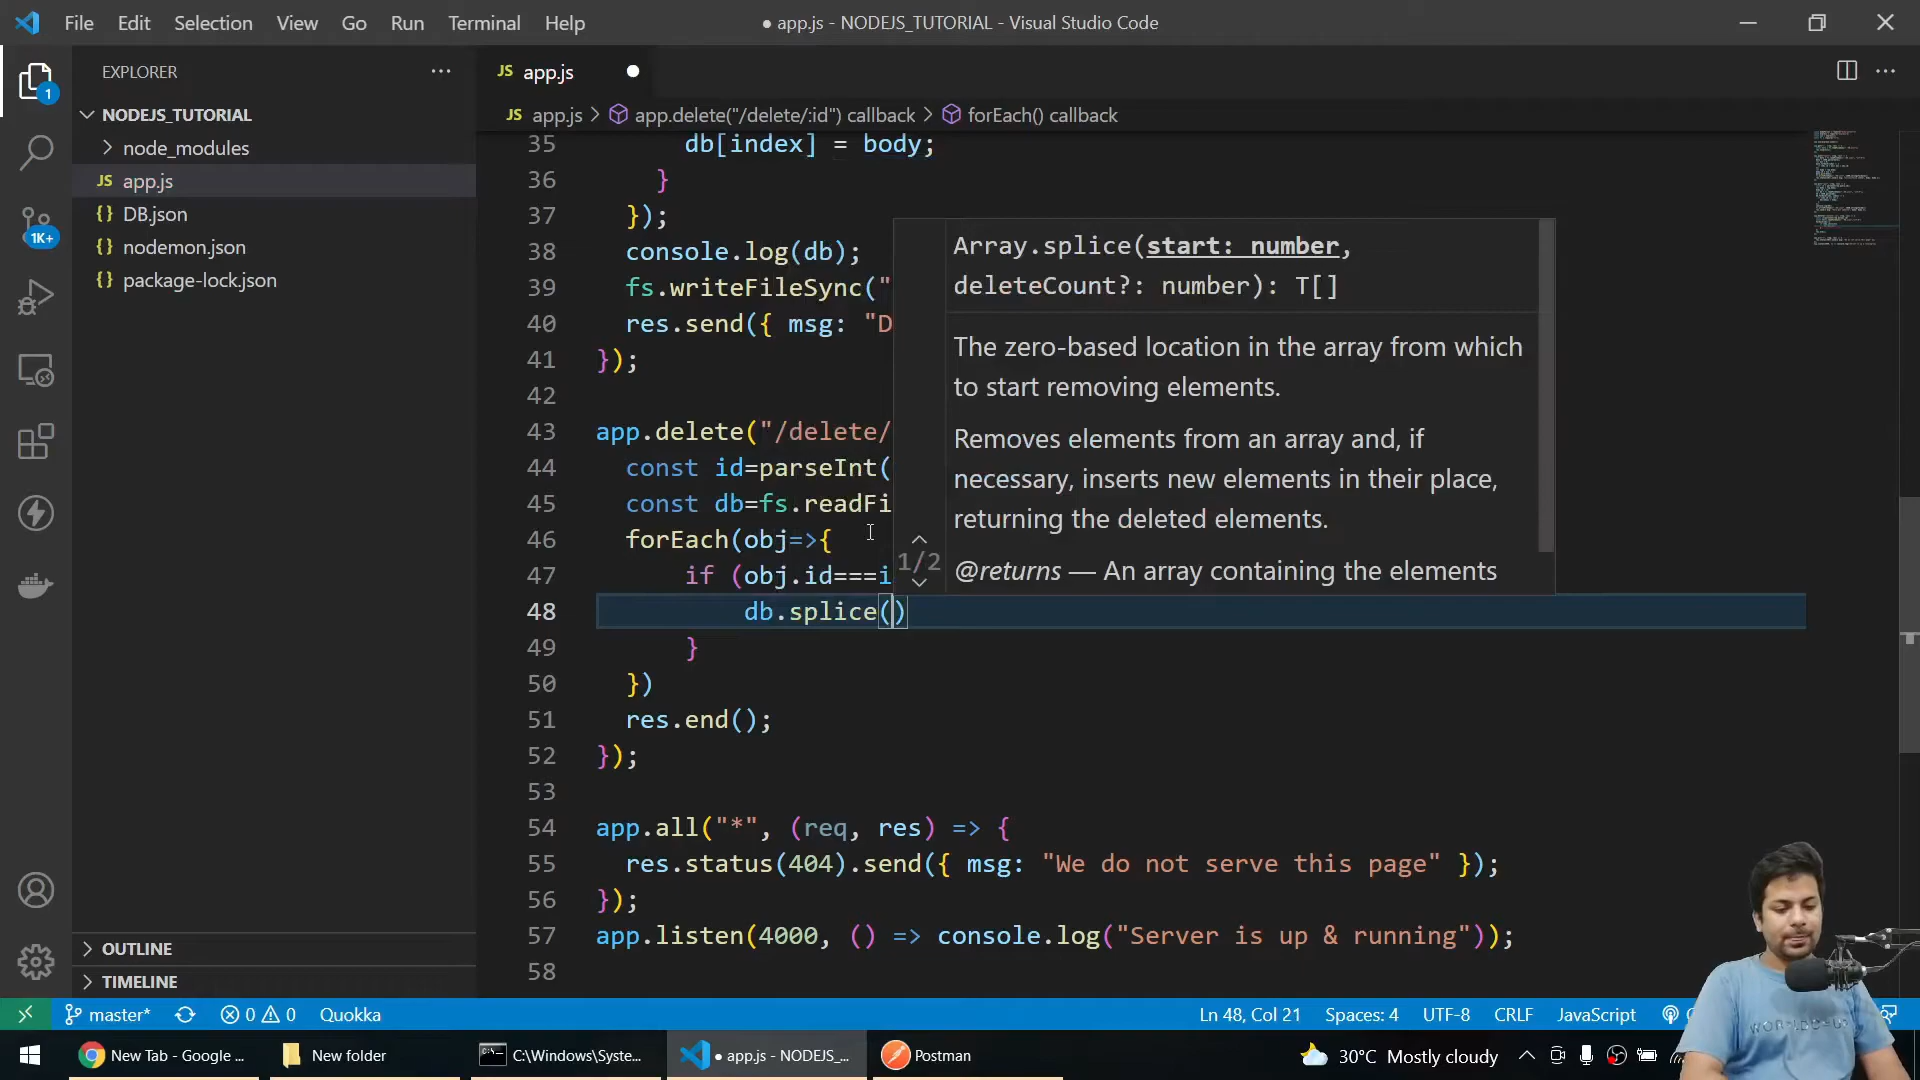 File Edit Selection View Go Run Terminal Help
● app.js - NODEJS_TUTORIAL - Visual Studio Code
EXPLORER
1
NODEJS_TUTORIAL
node_modules
JS app.js
{} DB.json
{} nodemon.json
{} package-lock.json
1K+
OUTLINE
TIMELINE
JS app.js ●
JS app.js > app.delete("/delete/:id") callback > forEach() callback
35 db[index] = body;
36 }
37 });
38 console.log(db);
39 fs.writeFileSync("
40 res.send({ msg: "D
41 });
42
43 app.delete("/delete/
44 const id=parseInt(
45 const db=fs.readFi
46 forEach(obj=>{
47 if (obj.id===i
48 db.splice()
49 }
50 })
51 res.end();
52 });
53
54 app.all("*", (req, res) => {
55 res.status(404).send({ msg: "We do not serve this page" });
56 });
57 app.listen(4000, () => console.log("Server is up & running"));
58
1/2
Array.splice(start: number,
deleteCount?: number): T[]
The zero-based location in the array from which
to start removing elements.
Removes elements from an array and, if
necessary, inserts new elements in their place,
returning the deleted elements.
@returns — An array containing the elements
master* 0 0 Quokka
Ln 48, Col 21 Spaces: 4 UTF-8 CRLF JavaScript
New Tab - Google ...
New folder
C:\Windows\Syste...
● app.js - NODEJS_...
Postman
30°C Mostly cloudy